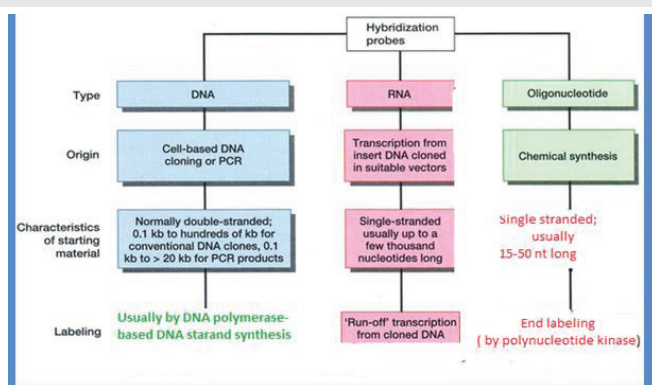 Hybridization
probes
Type
DNA
RNA
Oligonucleotide
Origin
Cell-based DNA
cloning or PCR
Transcription from
insert DNA cloned
in suitable vectors
Chemical synthesis
Characteristics
of starting
material
Normally double-stranded;
0.1 kb to hundreds of kb for
conventional DNA clones, 0.1
kb to > 20 kb for PCR products
Single-stranded
usually up to a
few thousand
nucleotides long
Single stranded;
usually
15-50 nt long
Labeling
Usually by DNA polymerase-
based DNA starand synthesis
'Run-off' transcription
from cloned DNA
End labeling
( by polynucleotide kinase)